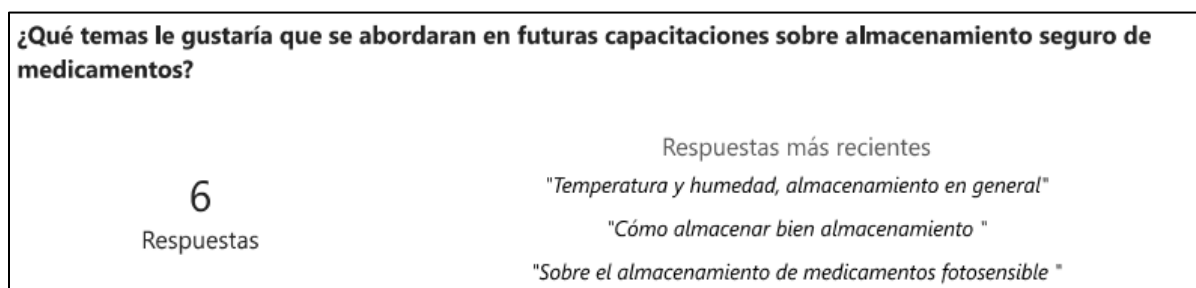 ¿Qué temas le gustaría que se abordaran en futuras capacitaciones sobre almacenamiento seguro de
medicamentos?
6
Respuestas
Respuestas más recientes
"Temperatura y humedad, almacenamiento en general"
"Cómo almacenar bien almacenamiento "
"Sobre el almacenamiento de medicamentos fotosensible "